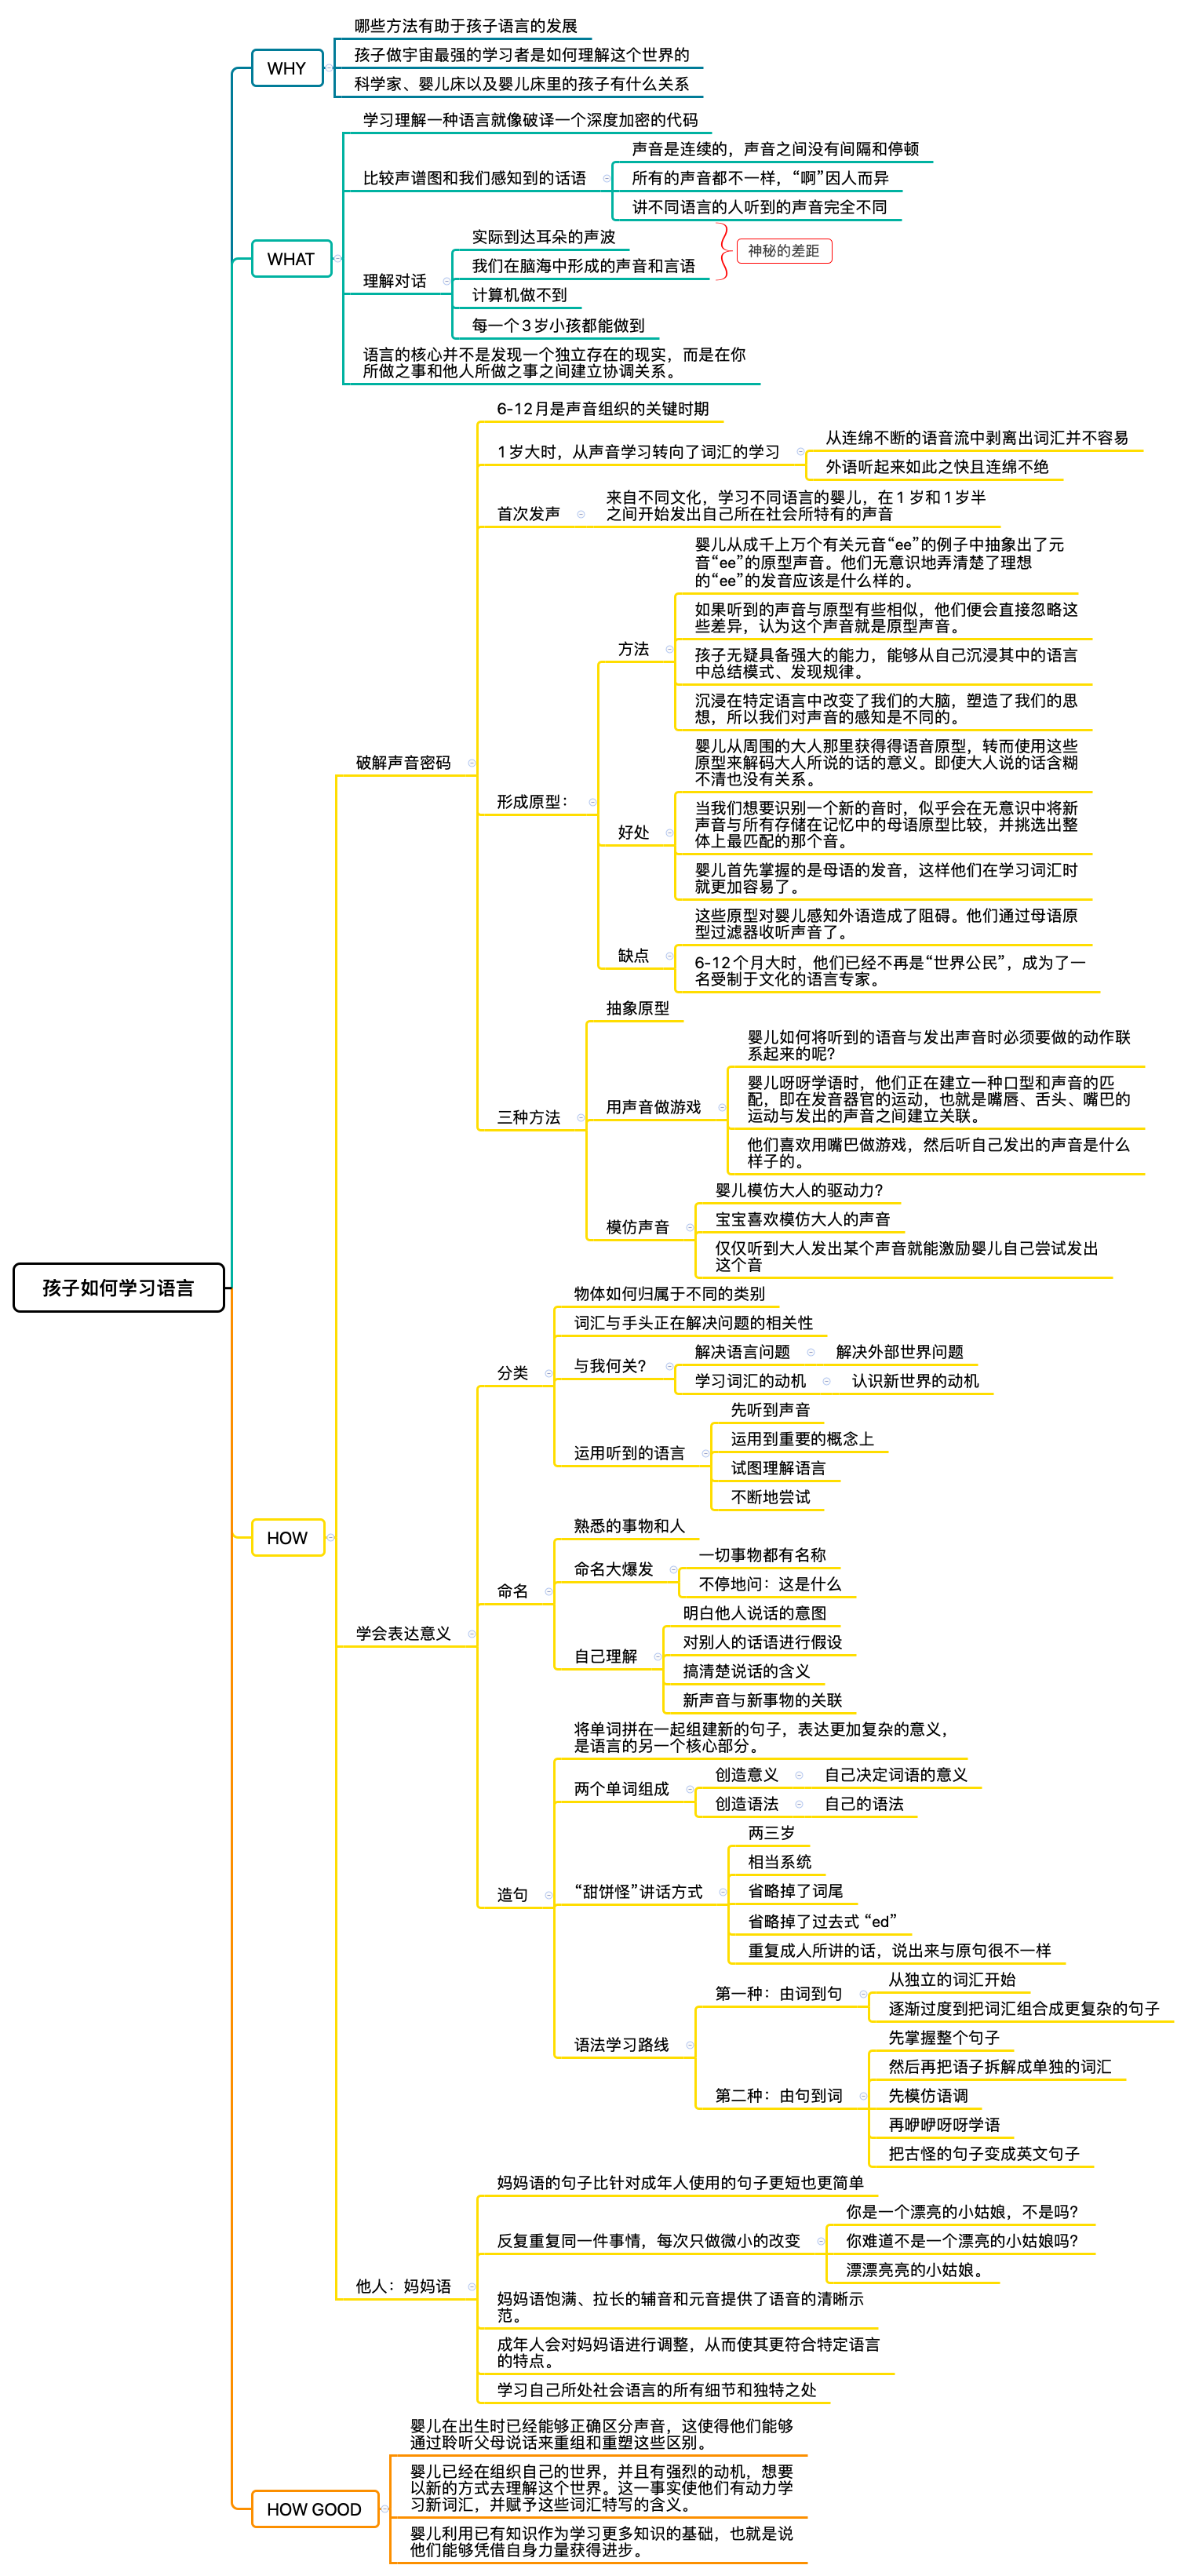 孩子如何学习语言
WHY
哪些方法有助于孩子语言的发展
孩子做宇宙最强的学习者是如何理解这个世界的
科学家、婴儿床以及婴儿床里的孩子有什么关系
WHAT
学习理解一种语言就像破译一个深度加密的代码
比较声谱图和我们感知到的话语
声音是连续的，声音之间没有间隔和停顿
所有的声音都不一样，“啊”因人而异
讲不同语言的人听到的声音完全不同
理解对话
实际到达耳朵的声波
我们在脑海中形成的声音和言语
神秘的差距
计算机做不到
每一个3岁小孩都能做到
语言的核心并不是发现一个独立存在的现实，而是在你
所做之事和他人所做之事之间建立协调关系。
HOW
破解声音密码
6-12月是声音组织的关键时期
1岁大时，从声音学习转向了词汇的学习
从连绵不断的语音流中剥离出词汇并不容易
外语听起来如此之快且连绵不绝
首次发声
来自不同文化，学习不同语言的婴儿，在1岁和1岁半
之间开始发出自己所在社会所特有的声音
形成原型：
方法
婴儿从成千上万个有关元音“ee”的例子中抽象出了元
音“ee”的原型声音。他们无意识地弄清楚了理想
的“ee”的发音应该是什么样的。
如果听到的声音与原型有些相似，他们便会直接忽略这
些差异，认为这个声音就是原型声音。
孩子无疑具备强大的能力，能够从自己沉浸其中的语言
中总结模式、发现规律。
沉浸在特定语言中改变了我们的大脑，塑造了我们的思
想，所以我们对声音的感知是不同的。
好处
婴儿从周围的大人那里获得得语音原型，转而使用这些
原型来解码大人所说的话的意义。即使大人说的话含糊
不清也没有关系。
当我们想要识别一个新的音时，似乎会在无意识中将新
声音与所有存储在记忆中的母语原型比较，并挑选出整
体上最匹配的那个音。
婴儿首先掌握的是母语的发音，这样他们在学习词汇时
就更加容易了。
缺点
这些原型对婴儿感知外语造成了阻碍。他们通过母语原
型过滤器收听声音了。
6-12个月大时，他们已经不再是“世界公民”，成为了一
名受制于文化的语言专家。
三种方法
抽象原型
用声音做游戏
婴儿如何将听到的语音与发出声音时必须要做的动作联
系起来的呢？
婴儿呀呀学语时，他们正在建立一种口型和声音的匹
配，即在发音器官的运动，也就是嘴唇、舌头、嘴巴的
运动与发出的声音之间建立关联。
他们喜欢用嘴巴做游戏，然后听自己发出的声音是什么
样子的。
模仿声音
婴儿模仿大人的驱动力？
宝宝喜欢模仿大人的声音
仅仅听到大人发出某个声音就能激励婴儿自己尝试发出
这个音
学会表达意义
分类
物体如何归属于不同的类别
词汇与手头正在解决问题的相关性
与我何关？
解决语言问题
解决外部世界问题
学习词汇的动机
认识新世界的动机
运用听到的语言
先听到声音
运用到重要的概念上
试图理解语言
不断地尝试
命名
熟悉的事物和人
命名大爆发
一切事物都有名称
不停地问：这是什么
自己理解
明白他人说话的意图
对别人的话语进行假设
搞清楚说话的含义
新声音与新事物的关联
造句
将单词拼在一起组建新的句子，表达更加复杂的意义，
是语言的另一个核心部分。
两个单词组成
创造意义
自己决定词语的意义
创造语法
自己的语法
“甜饼怪”讲话方式
两三岁
相当系统
省略掉了词尾
省略掉了过去式 “ed”
重复成人所讲的话，说出来与原句很不一样
语法学习路线
第一种：由词到句
从独立的词汇开始
逐渐过度到把词汇组合成更复杂的句子
第二种：由句到词
先掌握整个句子
然后再把语子拆解成单独的词汇
先模仿语调
再咿咿呀呀学语
把古怪的句子变成英文句子
他人：妈妈语
妈妈语的句子比针对成年人使用的句子更短也更简单
反复重复同一件事情，每次只做微小的改变
你是一个漂亮的小姑娘，不是吗？
你难道不是一个漂亮的小姑娘吗？
漂漂亮亮的小姑娘。
妈妈语饱满、拉长的辅音和元音提供了语音的清晰示
范。
成年人会对妈妈语进行调整，从而使其更符合特定语言
的特点。
学习自己所处社会语言的所有细节和独特之处
HOW GOOD
婴儿在出生时已经能够正确区分声音，这使得他们能够
通过聆听父母说话来重组和重塑这些区别。
婴儿已经在组织自己的世界，并且有强烈的动机，想要
以新的方式去理解这个世界。这一事实使他们有动力学
习新词汇，并赋予这些词汇特写的含义。
婴儿利用已有知识作为学习更多知识的基础，也就是说
他们能够凭借自身力量获得进步。